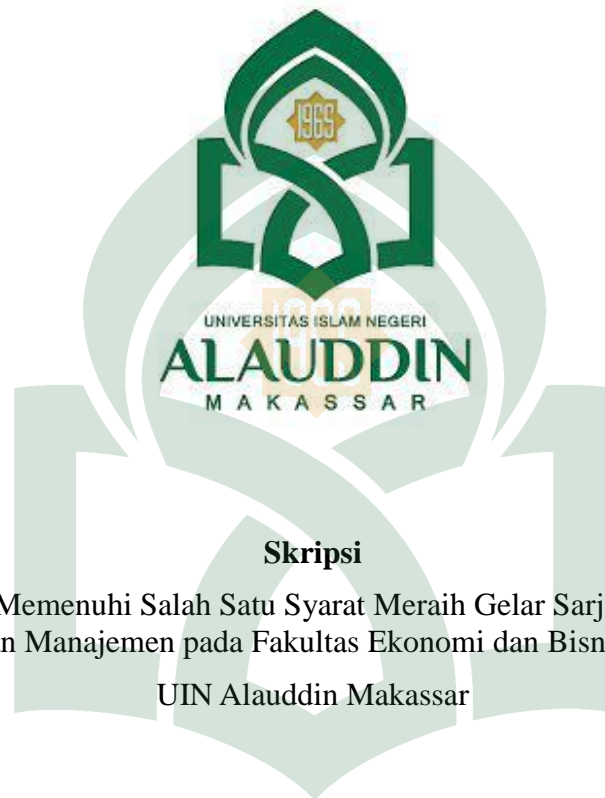 1965
UNIVERSITAS ISLAM NEGERI
ALAUDDIN
MAKASSAR
Skripsi
Memenuhi Salah Satu Syarat Meraih Gelar Sarj
n Manajemen pada Fakultas Ekonomi dan Bisn
UIN Alauddin Makassar